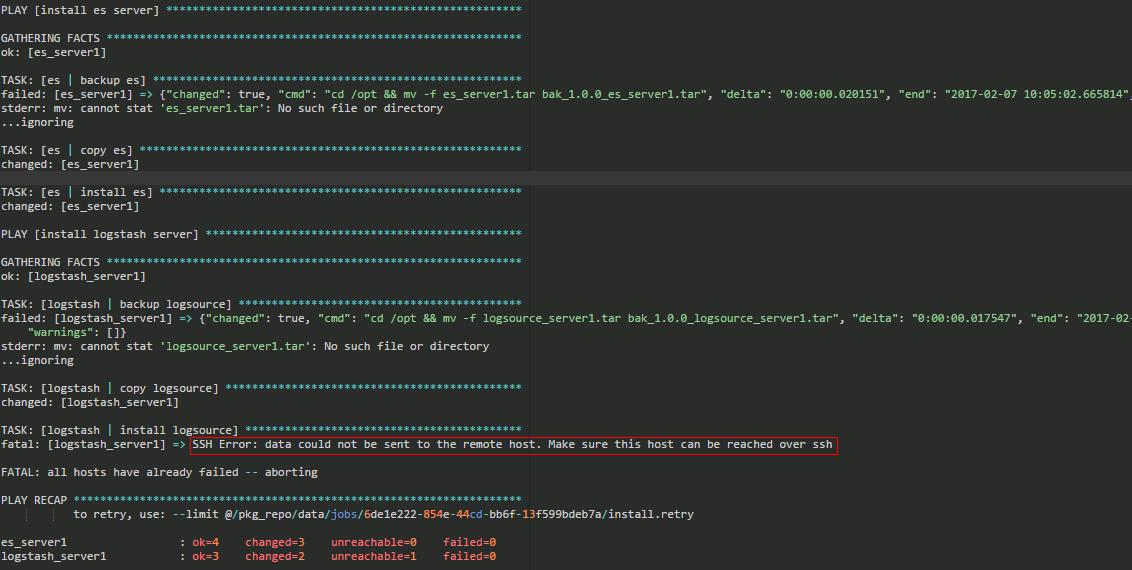 PLAY [install es server] ******************************************************
GATHERING FACTS ***************************************************************
ok: [es_server1]
TASK: [es | backup es] ********************************************************
failed: [es_server1] => {"changed": true, "cmd": "cd /opt && mv -f es_server1.tar bak_1.0.0_es_server1.tar", "delta": "0:00:00.020151", "end": "2017-02-07 10:05:02.665814",
stderr: mv: cannot stat 'es_server1.tar': No such file or directory
...ignoring
TASK: [es | copy es] **********************************************************
changed: [es_server1]
TASK: [es | install es] *******************************************************
changed: [es_server1]
PLAY [install logstash server] ************************************************
GATHERING FACTS ***************************************************************
ok: [logstash_server1]
TASK: [logstash | backup logsource] *******************************************
failed: [logstash_server1] => {"changed": true, "cmd": "cd /opt && mv -f logsource_server1.tar bak_1.0.0_logsource_server1.tar", "delta": "0:00:00.017547", "end": "2017-02-
"warnings": []}
stderr: mv: cannot stat 'logsource_server1.tar': No such file or directory
...ignoring
TASK: [logstash | copy logsource] *********************************************
changed: [logstash_server1]
TASK: [logstash | install logsource] ******************************************
fatal: [logstash_server1] => SSH Error: data could not be sent to the remote host. Make sure this host can be reached over ssh
FATAL: all hosts have already failed -- aborting
PLAY RECAP ********************************************************************
to retry, use: --limit @/pkg_repo/data/jobs/6de1e222-854e-44cd-bb6f-13f599bdeb7a/install.retry
es_server1 : ok=4 changed=3 unreachable=0 failed=0
logstash_server1 : ok=3 changed=2 unreachable=1 failed=0